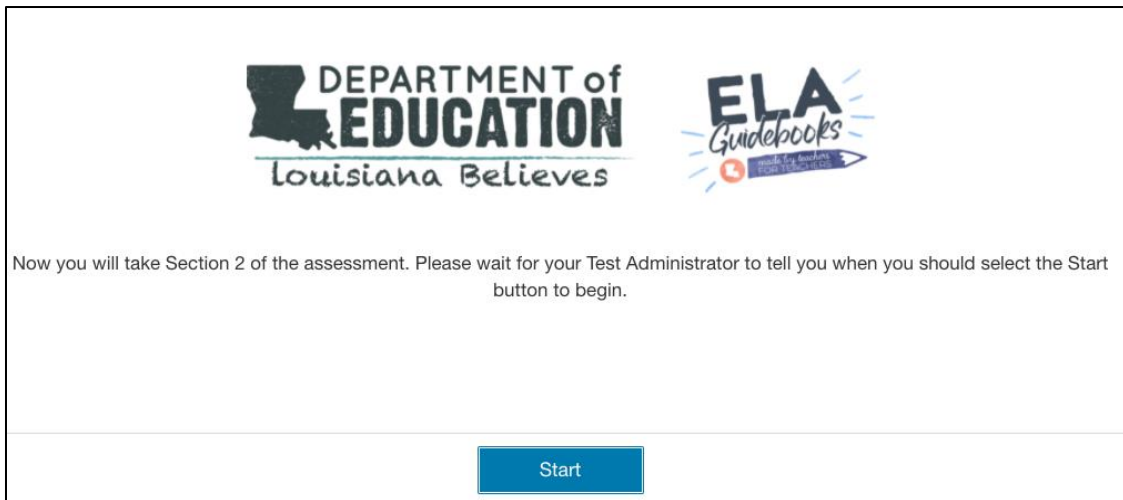 DEPARTMENT of
EDUCATION
Louisiana Believes
ELA
Guidebooks
made by teachers
FOR TEACHERS
Now you will take Section 2 of the assessment. Please wait for your Test Administrator to tell you when you should select the Start
button to begin.
Start